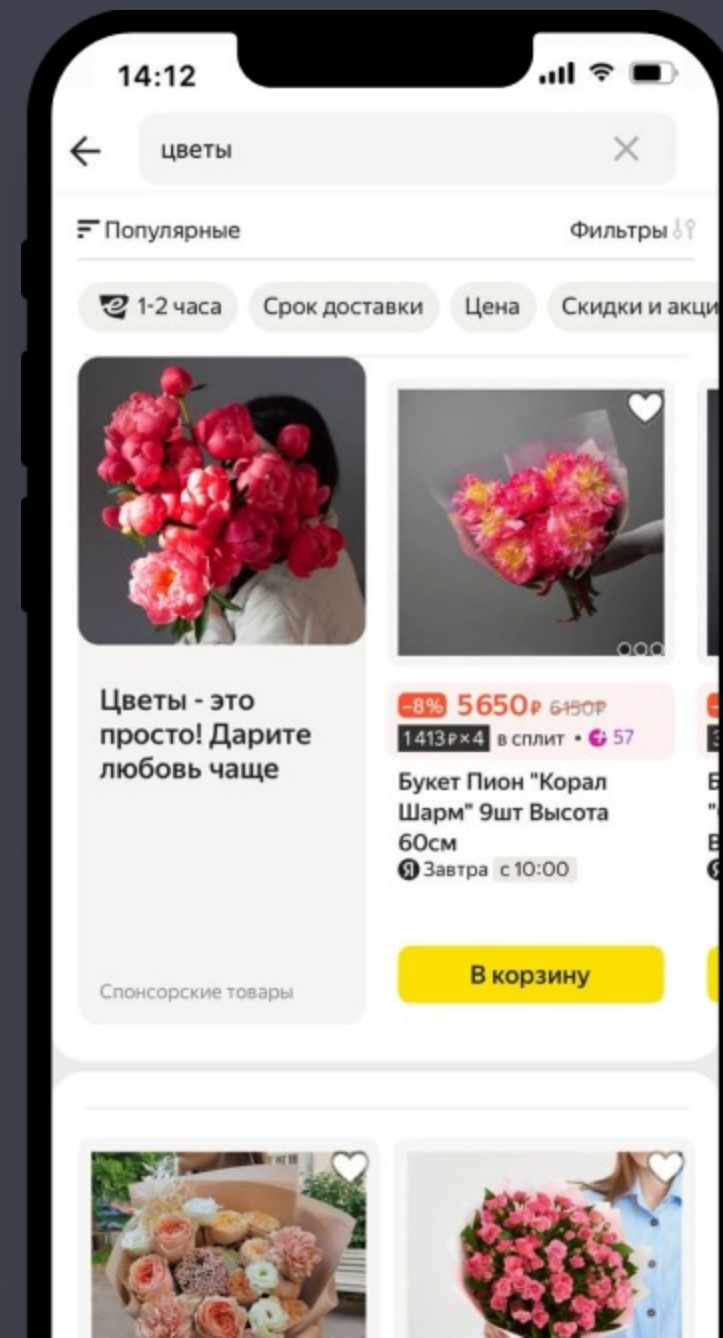 14:12
цветы
Популярные
Фильтры
1-2 часа
Срок доставки
Цена
Скидки и акци
Цветы - это
просто! Дарите
любовь чаще
Спонсорские товары
-8% 5650₽ 6150₽
1413₽×4 в сплит • 57
Букет Пион "Корал
Шарм" 9шт Высота
60см
Я Завтра с 10:00
В корзину